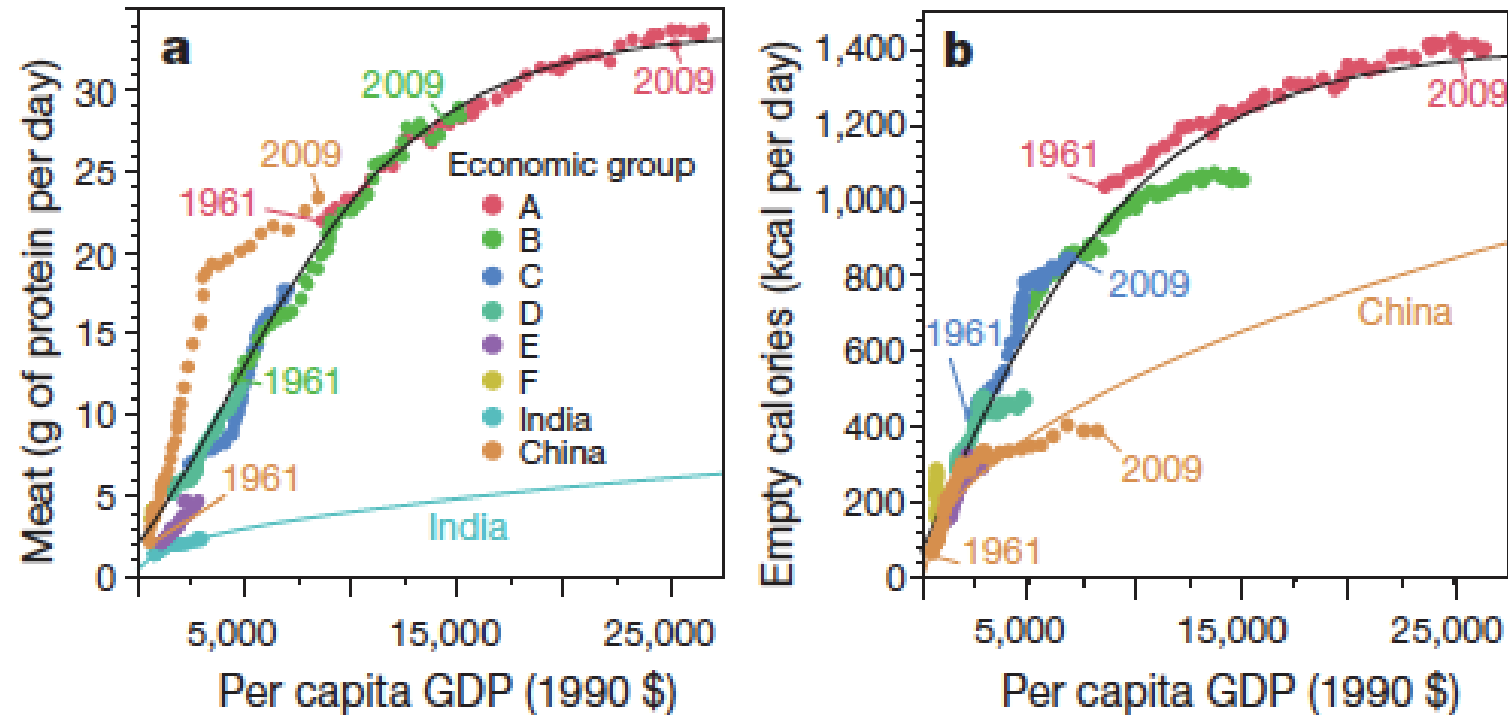 a
Meat (g of protein per day)
30
25
20
15
10
5
0
5,000
15,000
25,000
Per capita GDP (1990 $)
2009
2009
2009
1961
1961
1961
India
Economic group
A
B
C
D
E
F
India
China
b
Empty calories (kcal per day)
1,400
1,200
1,000
800
600
400
200
0
5,000
15,000
25,000
Per capita GDP (1990 $)
2009
1961
2009
1961
China
2009
1961